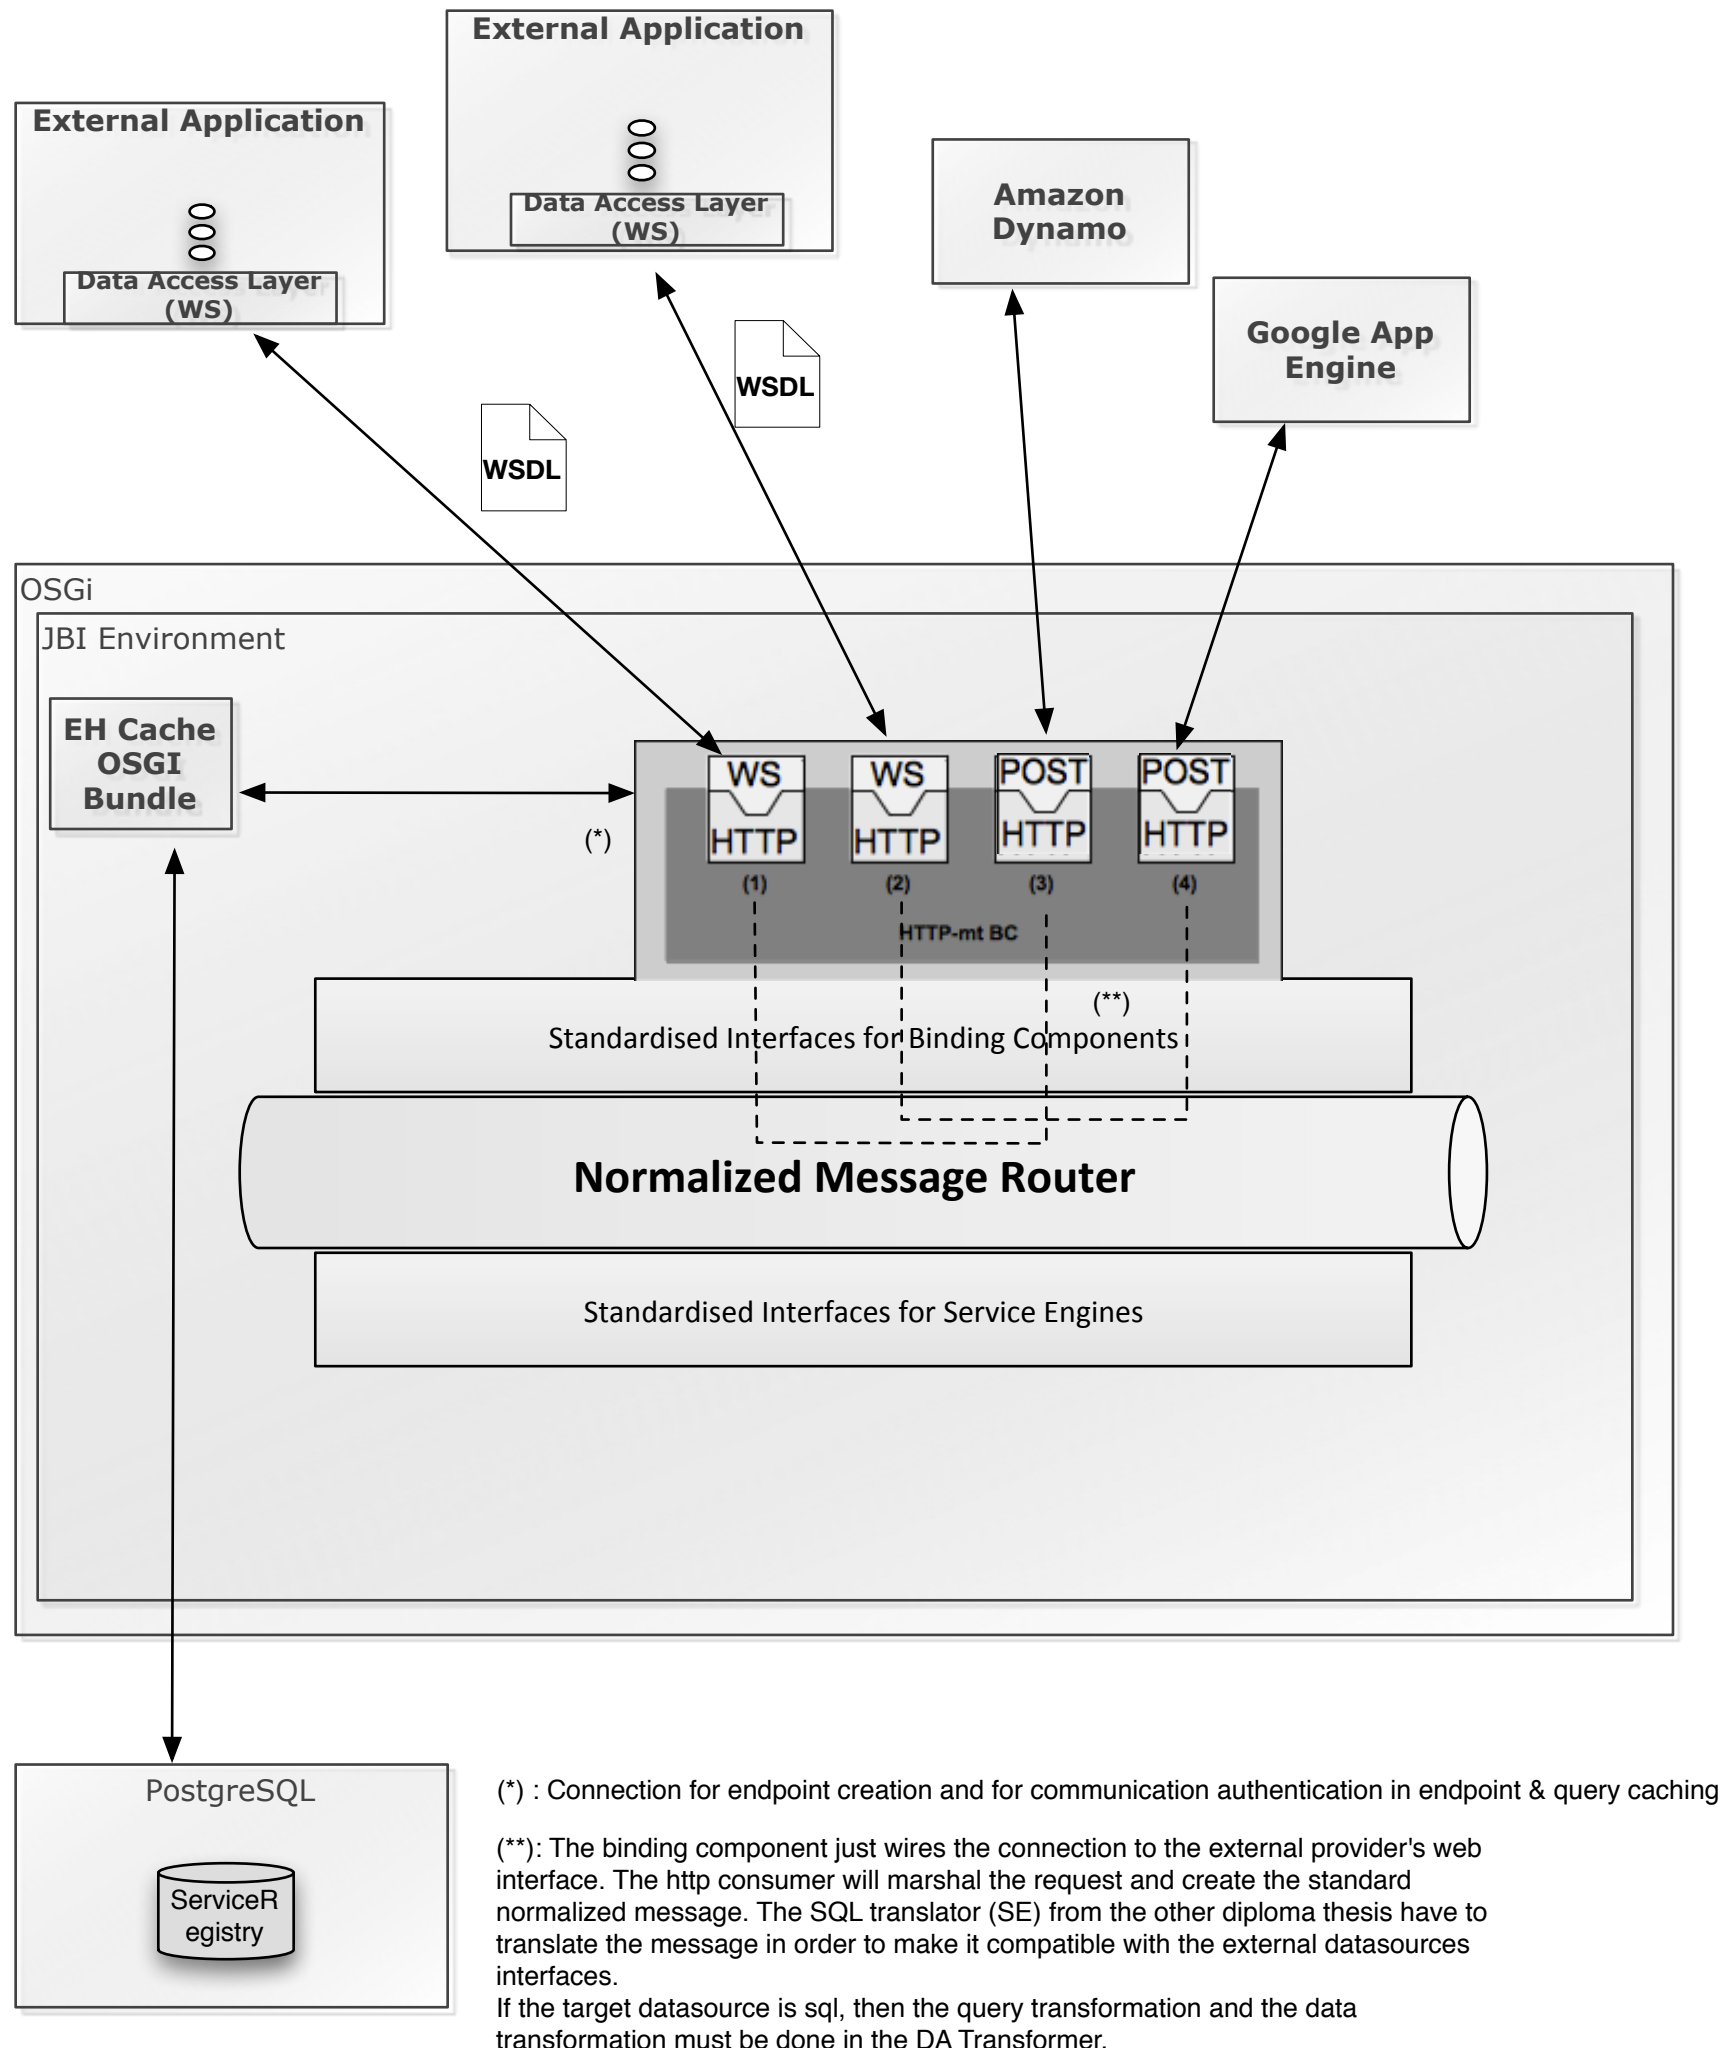 External Application
Data Access Layer
(WS)
External Application
Data Access Layer
(WS)
Amazon
Dynamo
Google App
Engine
WSDL
WSDL
OSGi
JBI Environment
EH Cache
OSGI
Bundle
(*)
WS
HTTP
(1)
WS
HTTP
(2)
POST
HTTP
(3)
POST
HTTP
(4)
HTTP-mt BC
(**)
Standardised Interfaces for Binding Components
Normalized Message Router
Standardised Interfaces for Service Engines
PostgreSQL
ServiceR
egistry
(*) : Connection for endpoint creation and for communication authentication in endpoint & query caching
(**): The binding component just wires the connection to the external provider's web
interface. The http consumer will marshal the request and create the standard
normalized message. The SQL translator (SE) from the other diploma thesis have to
translate the message in order to make it compatible with the external datasources
interfaces.
If the target datasource is sql, then the query transformation and the data
transformation must be done in the DA Transformer.